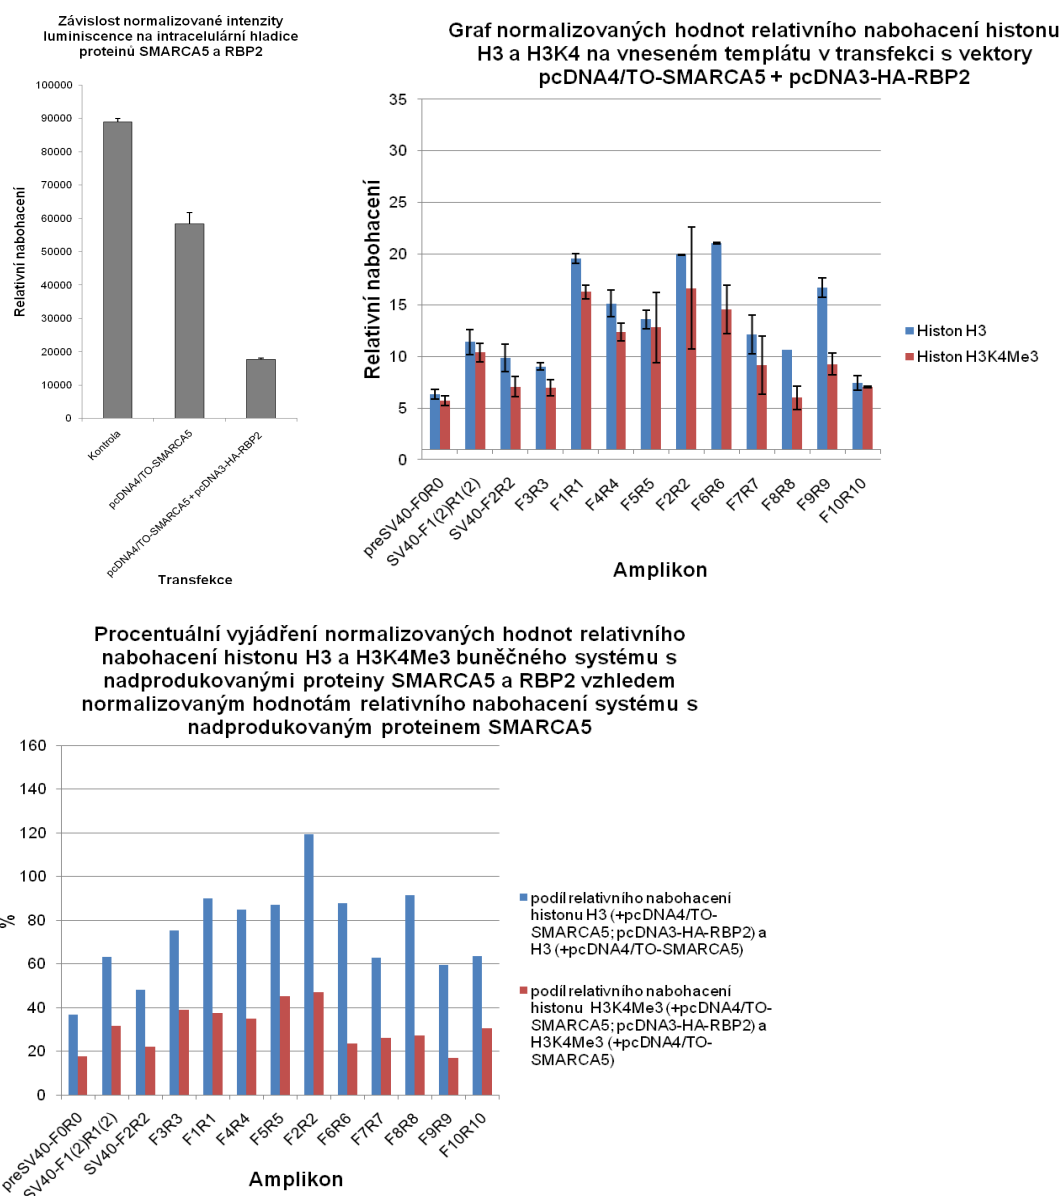 Závislost normalizované intenzity
luminiscence na intracelulární hladice
proteinů SMARCA5 a RBP2
100000
90000
80000
70000
60000
50000
40000
30000
20000
10000
0
Relativní nabohacení
Kontrola
pcDNA4/TO-SMARCA5
pcDNA4/TO-SMARCA5 + pcDNA3-HA-RBP2
Transfekce
Graf normalizovaných hodnot relativního nabohacení histonu
H3 a H3K4 na vneseném templátu v transfekci s vektory
pcDNA4/TO-SMARCA5 + pcDNA3-HA-RBP2
35
30
25
20
15
10
5
0
Relativní nabohacení
preSV40-F0R0
SV40-F1(2)R1(2)
SV40-F2R2
F3R3
F1R1
F4R4
F5R5
F2R2
F6R6
F7R7
F8R8
F9R9
F10R10
Amplikon
Histon H3
Histon H3K4Me3
Procentuální vyjádření normalizovaných hodnot relativního
nabohacení histonu H3 a H3K4Me3 buněčného systému s
nadprodukovanými proteiny SMARCA5 a RBP2 vzhledem
normalizovaným hodnotám relativního nabohacení systému s
nadprodukovaným proteinem SMARCA5
160
140
120
100
80
60
40
20
0
%
preSV40-F0R0
SV40-F1(2)R1(2)
SV40-F2R2
F3R3
F1R1
F4R4
F5R5
F2R2
F6R6
F7R7
F8R8
F9R9
F10R10
Amplikon
podíl relativního nabohacení
histonu H3 (+pcDNA4/TO-
SMARCA5; pcDNA3-HA-RBP2) a
H3 (+pcDNA4/TO-SMARCA5)
podíl relativního nabohacení
histonu H3K4Me3 (+pcDNA4/TO-
SMARCA5; pcDNA3-HA-RBP2) a
H3K4Me3 (+pcDNA4/TO-
SMARCA5)